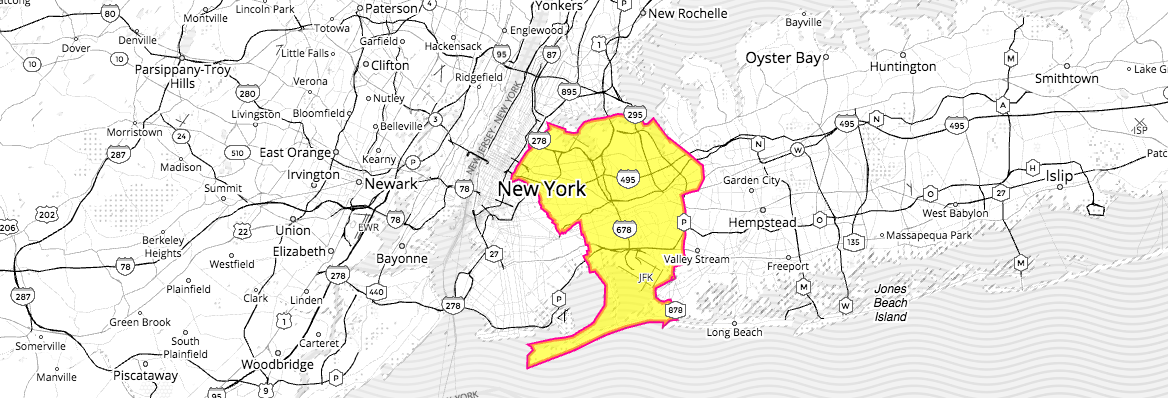 Lincoln Park
Paterson
Yonkers
P
New Rochelle
Montville
80
Totowa
Bayville
Denville
Garfield
Hackensack
Englewood
Dover
10
10
Little Falls
95
87
1
Oyster Bay
Huntington
M
Parsippany-Troy
Hills
Clifton
Ridgefield
Smithtown
Lake G
280
Verona
Nutley
895
A
Livingston
Bloomfield
3
NEW JERSEY
NEW YORK
295
Morristown
24
Belleville
278
495
N
495
ISP
287
510
East Orange
Kearny
P
N
W
Patc
Madison
Irvington
495
H
Summit
Newark
78
New York
Garden City
O
27
Islip
202
78
Hempstead
O
West Babylon
206
22
Union
EWR
678
P
135
Massapequa Park
Berkeley
Heights
Elizabeth
Bayonne
27
Valley Stream
78
Westfield
278
JFK
Freeport
M
287
Plainfield
Clark
Linden
440
278
P
M
Jones
Beach
Island
Green Brook
1
878
W
Somerville
South
Plainfield
Carteret
Long Beach
Manville
Piscataway
Woodbridge
P
95
9
YORK